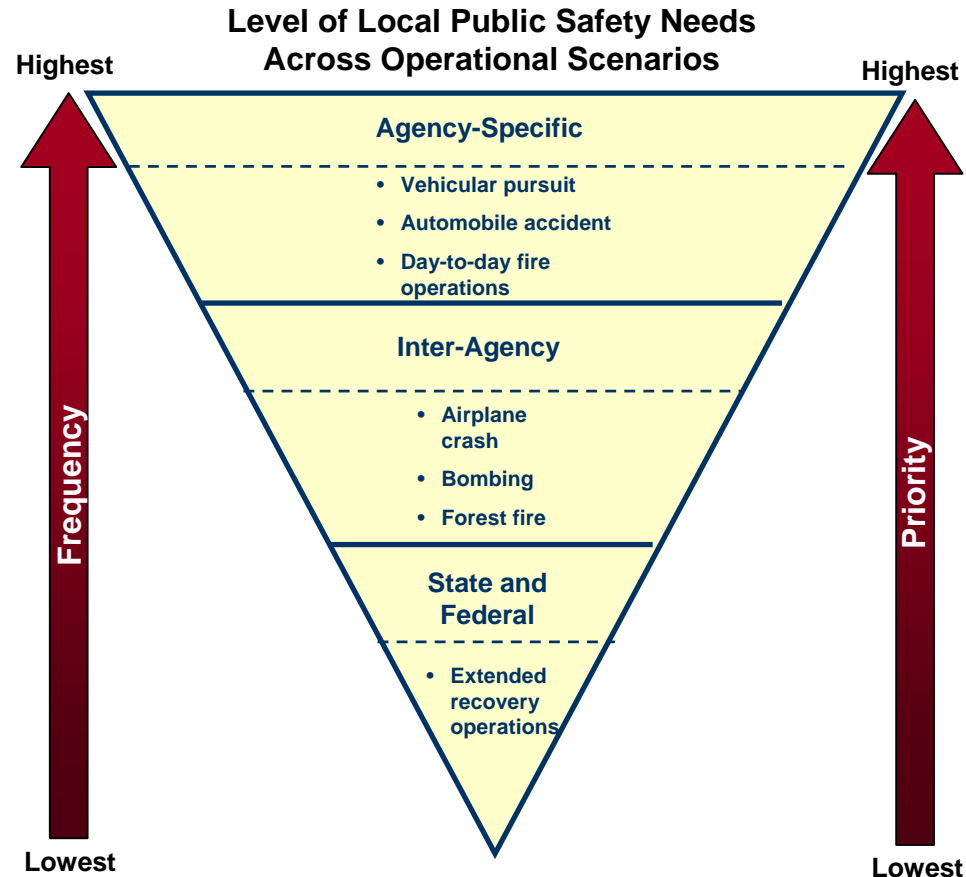 Level of Local Public Safety Needs
Across Operational Scenarios
Highest
Highest
Agency-Specific
• Vehicular pursuit
• Automobile accident
• Day-to-day fire
operations
Inter-Agency
• Airplane
crash
• Bombing
• Forest fire
State and
Federal
• Extended
recovery
operations
Frequency
Priority
Lowest
Lowest